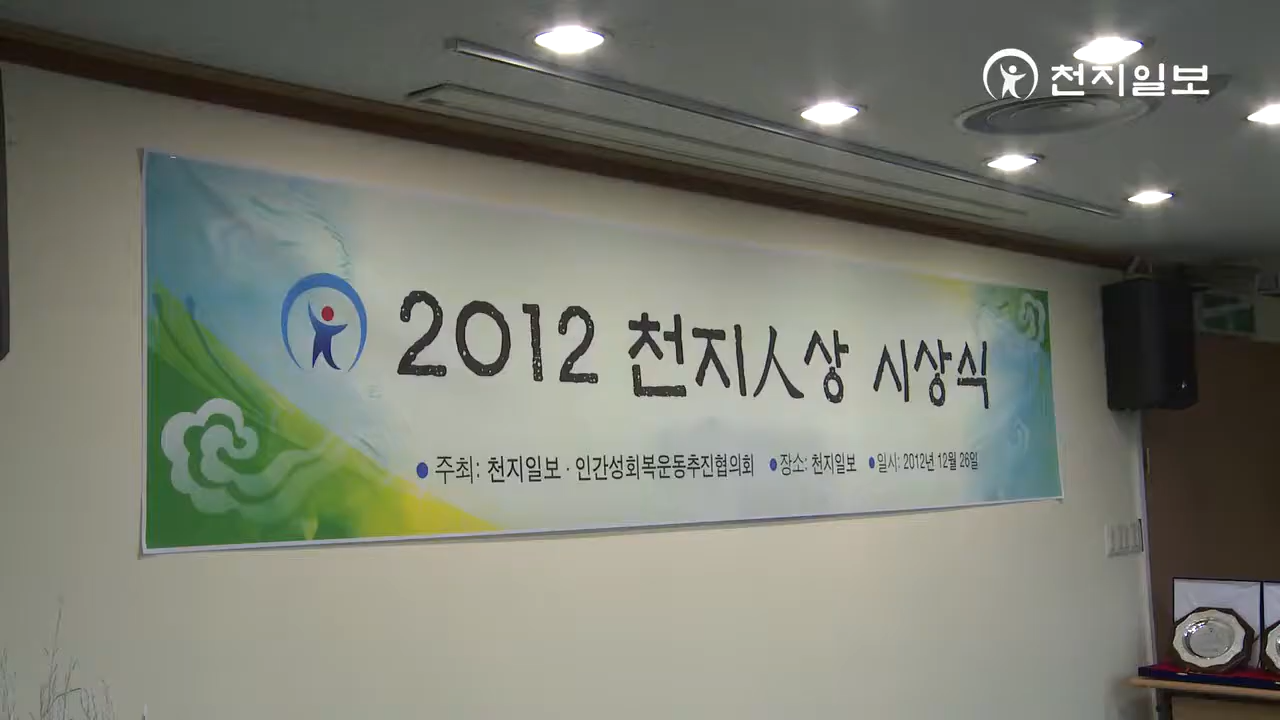 천지일보
2012 천지人상 시상식
● 주최: 천지일보 · 인간성회복운동추진협의회 ● 장소: 천지일보 ● 일시: 2012년 12월 26일